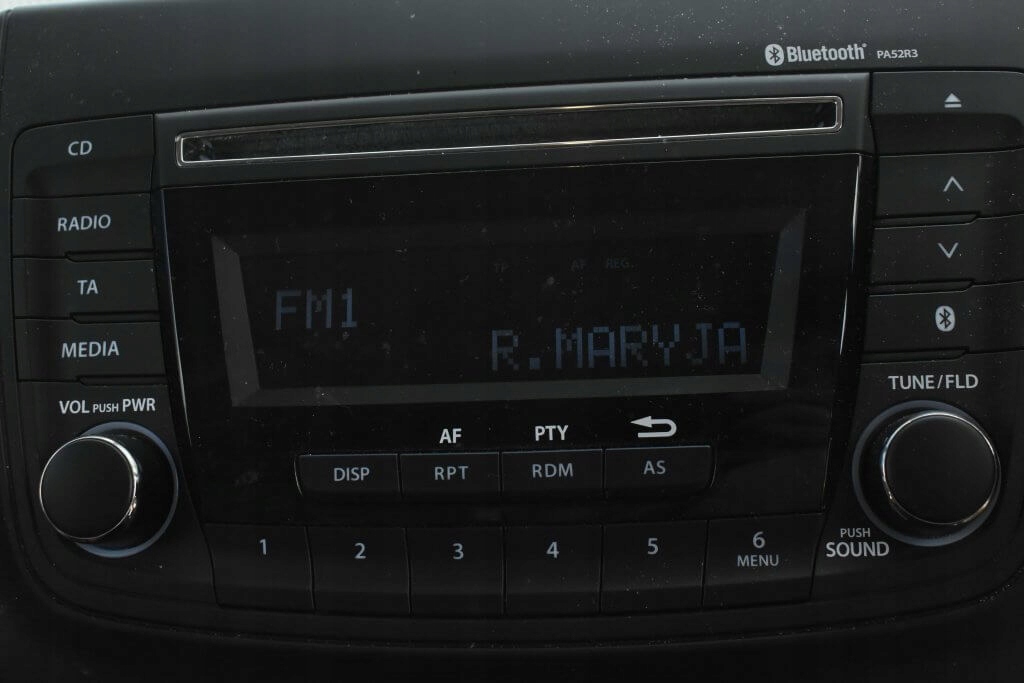 Bluetooth® PA52R3
CD
RADIO
TA
MEDIA
TP AF REG.
FM1
R.MARYJA
VOL PUSH PWR
TUNE/FLD
AF PTY
DISP RPT RDM AS
1 2 3 4 5 6
MENU
PUSH
SOUND